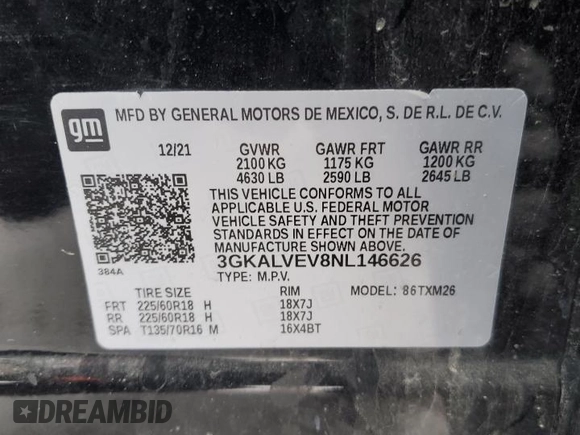 gm
MFD BY GENERAL MOTORS DE MEXICO, S. DE R.L. DE C.V.
12/21 GVWR GAWR FRT GAWR RR
2100 KG 1175 KG 1200 KG
4630 LB 2590 LB 2645 LB
THIS VEHICLE CONFORMS TO ALL
APPLICABLE U.S. FEDERAL MOTOR
VEHICLE SAFETY AND THEFT PREVENTION
STANDARDS IN EFFECT ON THE DATE OF
MANUFACTURE SHOWN ABOVE.
384A 3GKALVEV8NL146626
TYPE: M.P.V.
TIRE SIZE RIM MODEL: 86TXM26
FRT 225/60R18 H 18X7J
RR 225/60R18 H 18X7J
SPA T135/70R16 M 16X4BT
DREAMBID